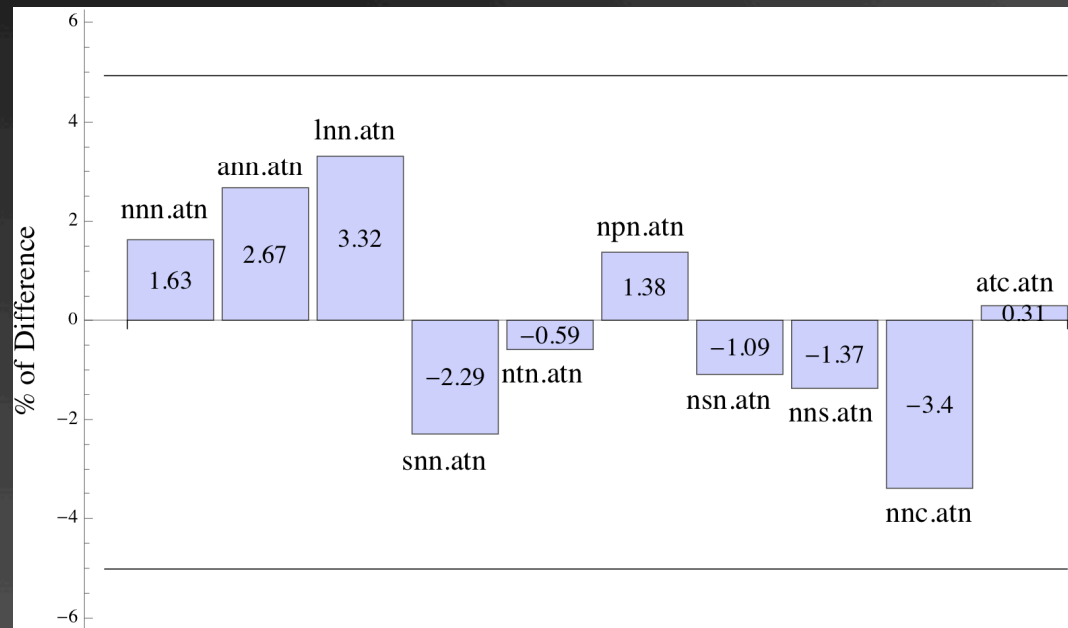 6
4
lnn.atn
ann.atn
nnn.atn
2
npn.atn
3.32
2.67
1.63
1.38
atc.atn
0.31
% of Difference
0
−0.59
−1.09
−1.37
−2.29
ntn.atn
nsn.atn
nns.atn
−3.4
−2
snn.atn
nnc.atn
−4
−6